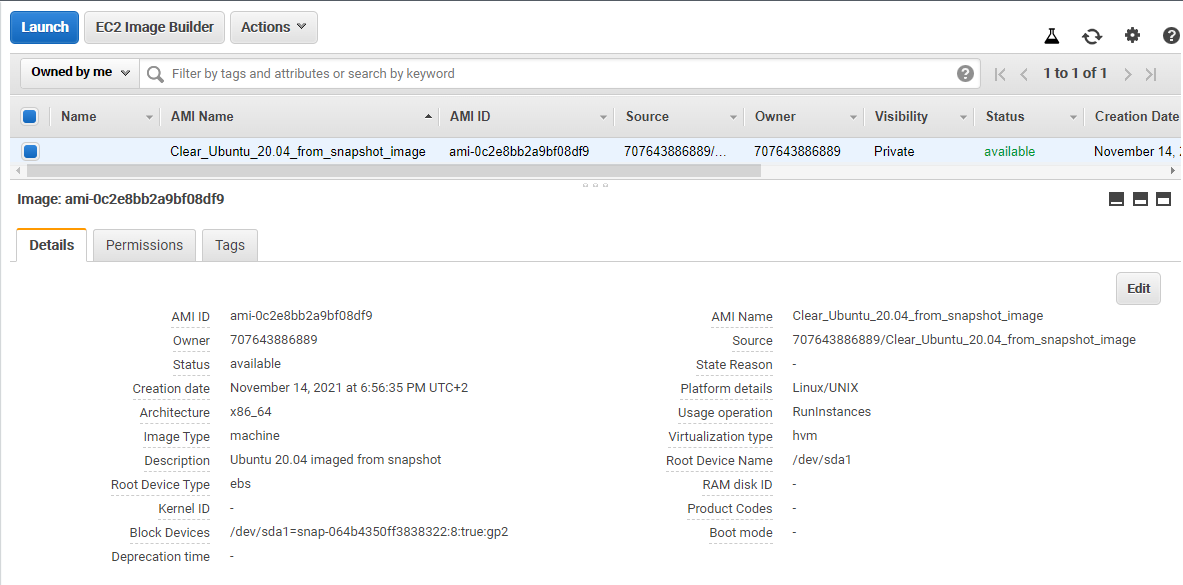 Launch EC2 Image Builder Actions
Owned by me Filter by tags and attributes or search by keyword 1 to 1 of 1
Name AMI Name AMI ID Source Owner Visibility Status Creation Date
Clear_Ubuntu_20.04_from_snapshot_image ami-0c2e8bb2a9bf08df9 707643886889/... 707643886889 Private available November 14,
Image: ami-0c2e8bb2a9bf08df9
Details Permissions Tags
Edit
AMI ID ami-0c2e8bb2a9bf08df9 AMI Name Clear_Ubuntu_20.04_from_snapshot_image
Owner 707643886889 Source 707643886889/Clear_Ubuntu_20.04_from_snapshot_image
Status available State Reason -
Creation date November 14, 2021 at 6:56:35 PM UTC+2 Platform details Linux/UNIX
Architecture x86_64 Usage operation RunInstances
Image Type machine Virtualization type hvm
Description Ubuntu 20.04 imaged from snapshot Root Device Name /dev/sda1
Root Device Type ebs RAM disk ID -
Kernel ID - Product Codes -
Block Devices /dev/sda1=snap-064b4350ff3838322:8:true:gp2 Boot mode -
Deprecation time -